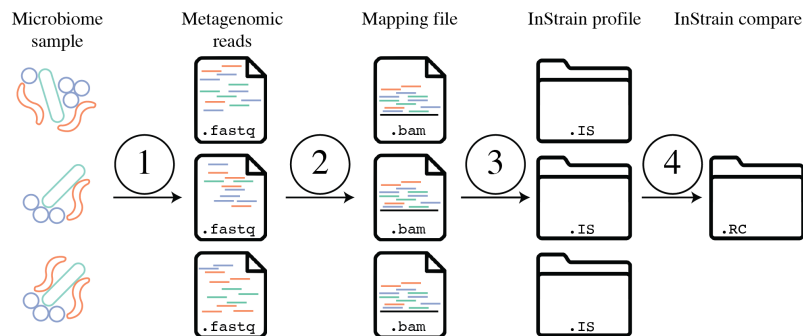 Microbiome
sample
Metagenomic
reads
Mapping file
InStrain profile
InStrain compare
.fastq
.bam
.IS
1
2
3
4
.fastq
.bam
.IS
.RC
.fastq
.bam
.IS